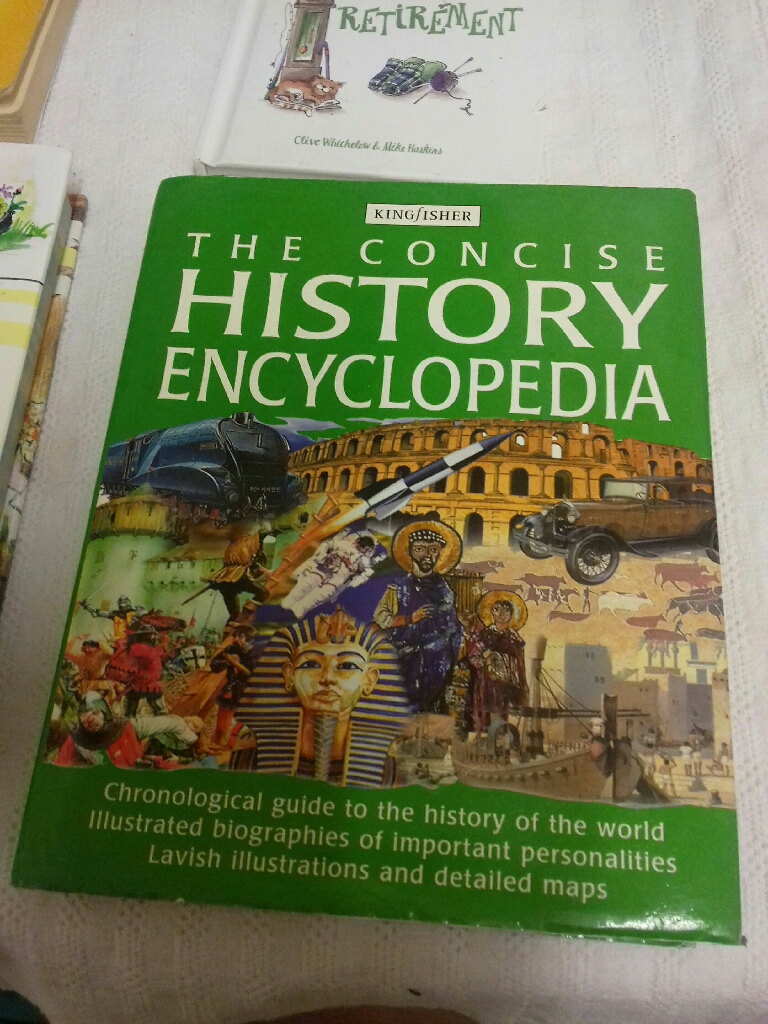 RETIREMENT
Clive Whichelow & Mike Haskins
KINGFISHER
THE CONCISE
HISTORY
ENCYCLOPEDIA
Chronological guide to the history of the world
Illustrated biographies of important personalities
Lavish illustrations and detailed maps